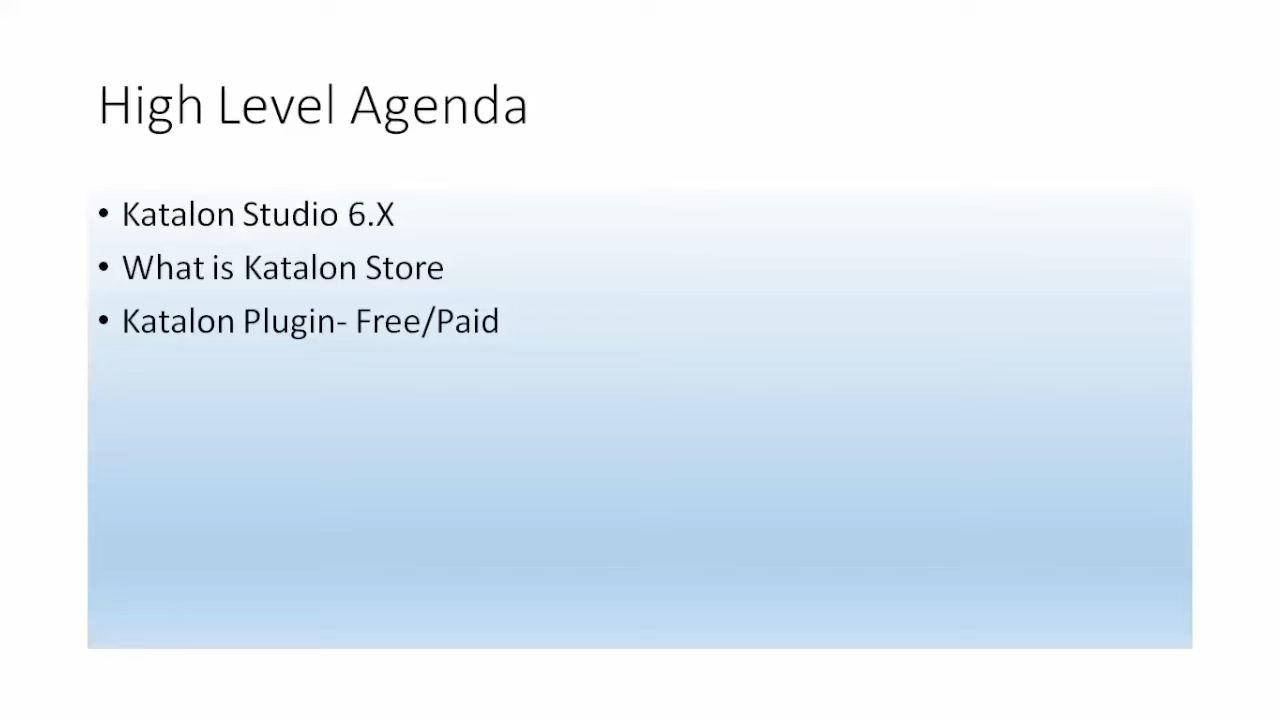 High Level Agenda
• Katalon Studio 6.X
• What is Katalon Store
• Katalon Plugin- Free/Paid